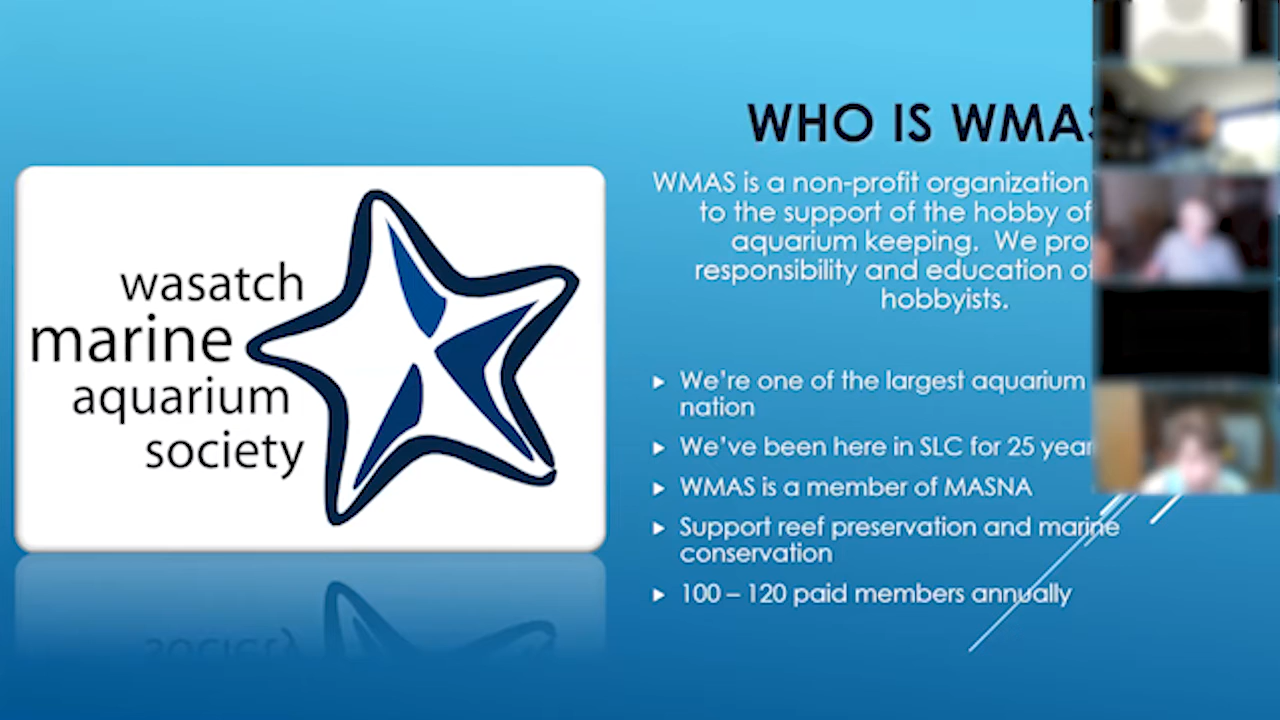 wasatch
marine
aquarium
society
WHO IS WMAS
WMAS is a non-profit organization
to the support of the hobby of
aquarium keeping. We pro
responsibility and education of
hobbyists.
We're one of the largest aquarium
nation
We've been here in SLC for 25 year
WMAS is a member of MASNA
Support reef preservation and marine
conservation
100 – 120 paid members annually